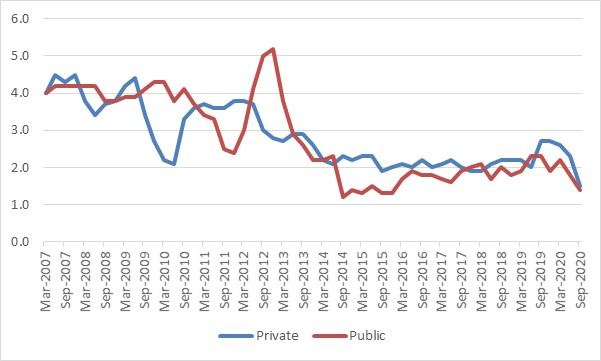 6.0
5.0
4.0
3.0
2.0
1.0
0.0
Mar-2007
Sep-2007
Mar-2008
Sep-2008
Mar-2009
Sep-2009
Mar-2010
Sep-2010
Mar-2011
Sep-2011
Mar-2012
Sep-2012
Mar-2013
Sep-2013
Mar-2014
Sep-2014
Mar-2015
Sep-2015
Mar-2016
Sep-2016
Mar-2017
Sep-2017
Mar-2018
Sep-2018
Mar-2019
Sep-2019
Mar-2020
Sep-2020
Private Public